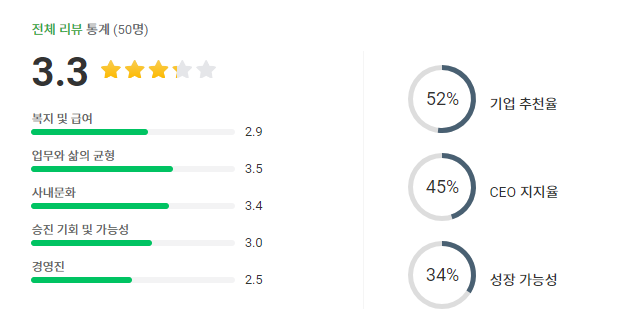 전체 리뷰 통계 (50명)
3.3
복지 및 급여
2.9
업무와 삶의 균형
3.5
사내문화
3.4
승진 기회 및 가능성
3.0
경영진
2.5
52% 기업 추천율
45% CEO 지지율
34% 성장 가능성